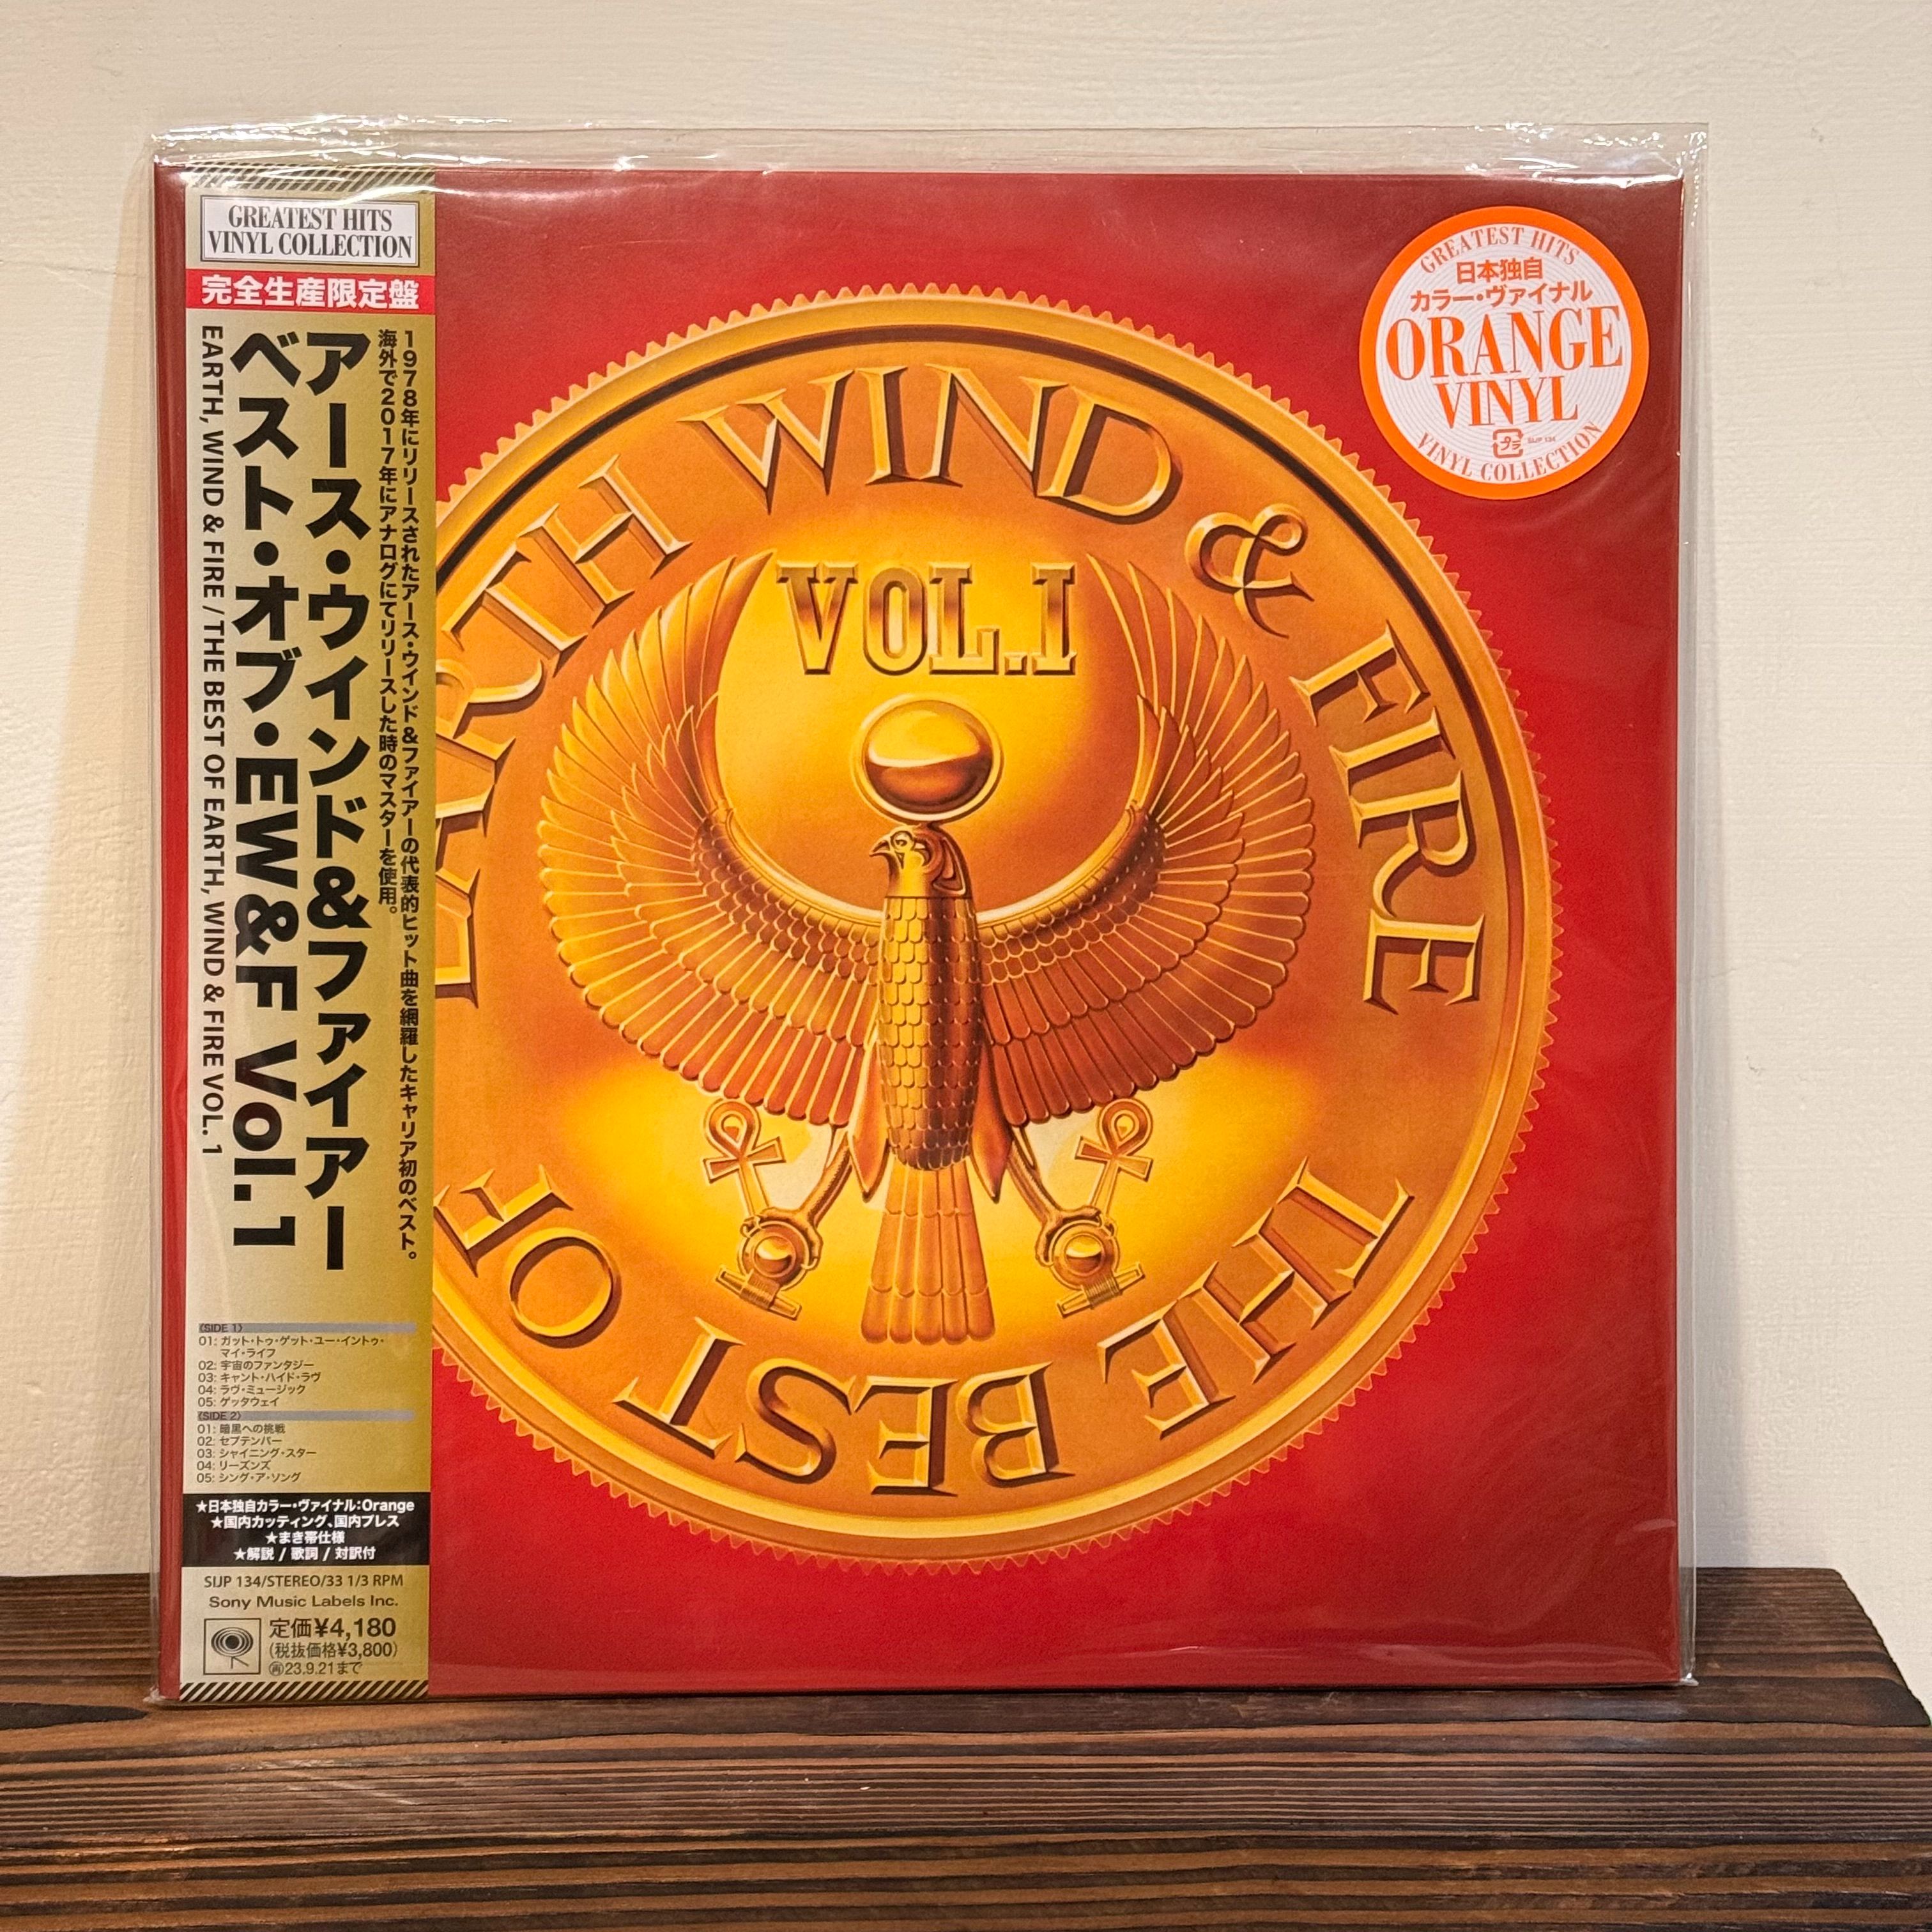 GREATEST HITS
VINYL COLLECTION
完全生産限定盤
1978年にリリースされたアース・ウインド&ファイアーの代表的ヒット曲を網羅したキャリア初のベスト。
海外で2017年にアナログにてリリースした時のマスターを使用。
アース・ウインド&ファイアー
ベスト・オブ・EW&F Vol. 1
EARTH, WIND & FIRE / THE BEST OF EARTH, WIND & FIRE VOL. 1
〈SIDE 1〉
01: ガット・トゥ・ゲット・ユー・イントゥ・
マイ・ライフ
02: 宇宙のファンタジー
03: キャント・ハイド・ラヴ
04: ラヴ・ミュージック
05: ゲッタウェイ
〈SIDE 2〉
01: 暗黒への挑戦
02: セプテンバー
03: シャイニング・スター
04: リーズンズ
05: シング・ア・ソング
★日本独自カラー・ヴァイナル:Orange
★国内カッティング、国内プレス
★まき帯仕様
★解説 / 歌詞 / 対訳付
SIJP 134/STEREO/33 1/3 RPM
Sony Music Labels Inc.
定価¥4,180
(税抜価格¥3,800)
再23.9.21まで
EARTH WIND & FIRE
VOL.I
THE BEST OF
GREATEST HITS
日本独自
カラー・ヴァイナル
ORANGE
VINYL
プラ
SIJP 134
VINYL COLLECTION